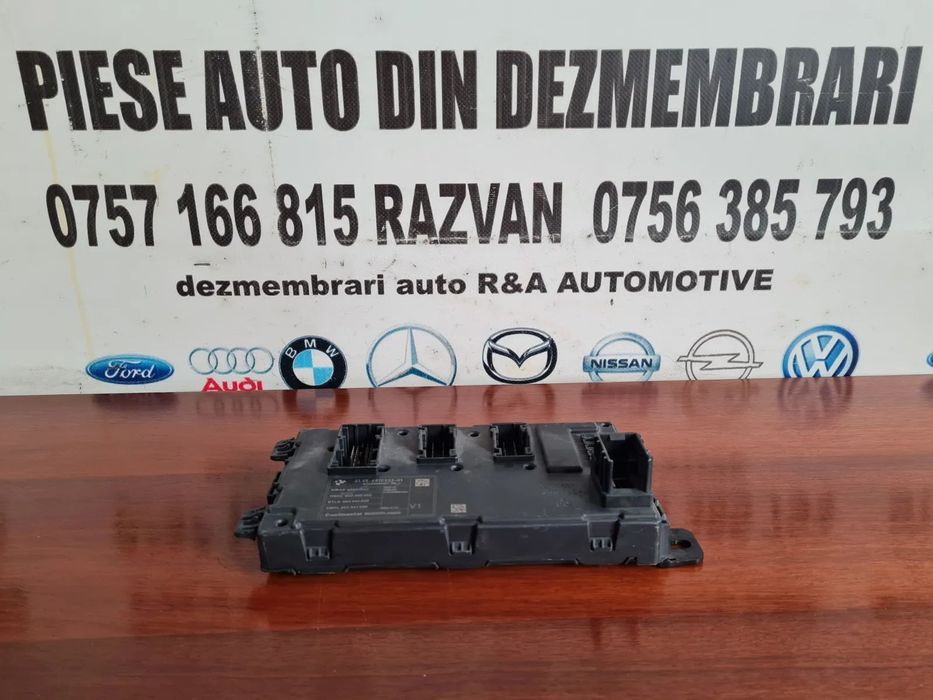 PIESE AUTO DIN DEZMEMBRARI
0757 166 815 RAZVAN 0756 385 793
dezmembrari auto R&A AUTOMOTIVE
Ford
Audi
BMW
NISSAN
V1
Continental